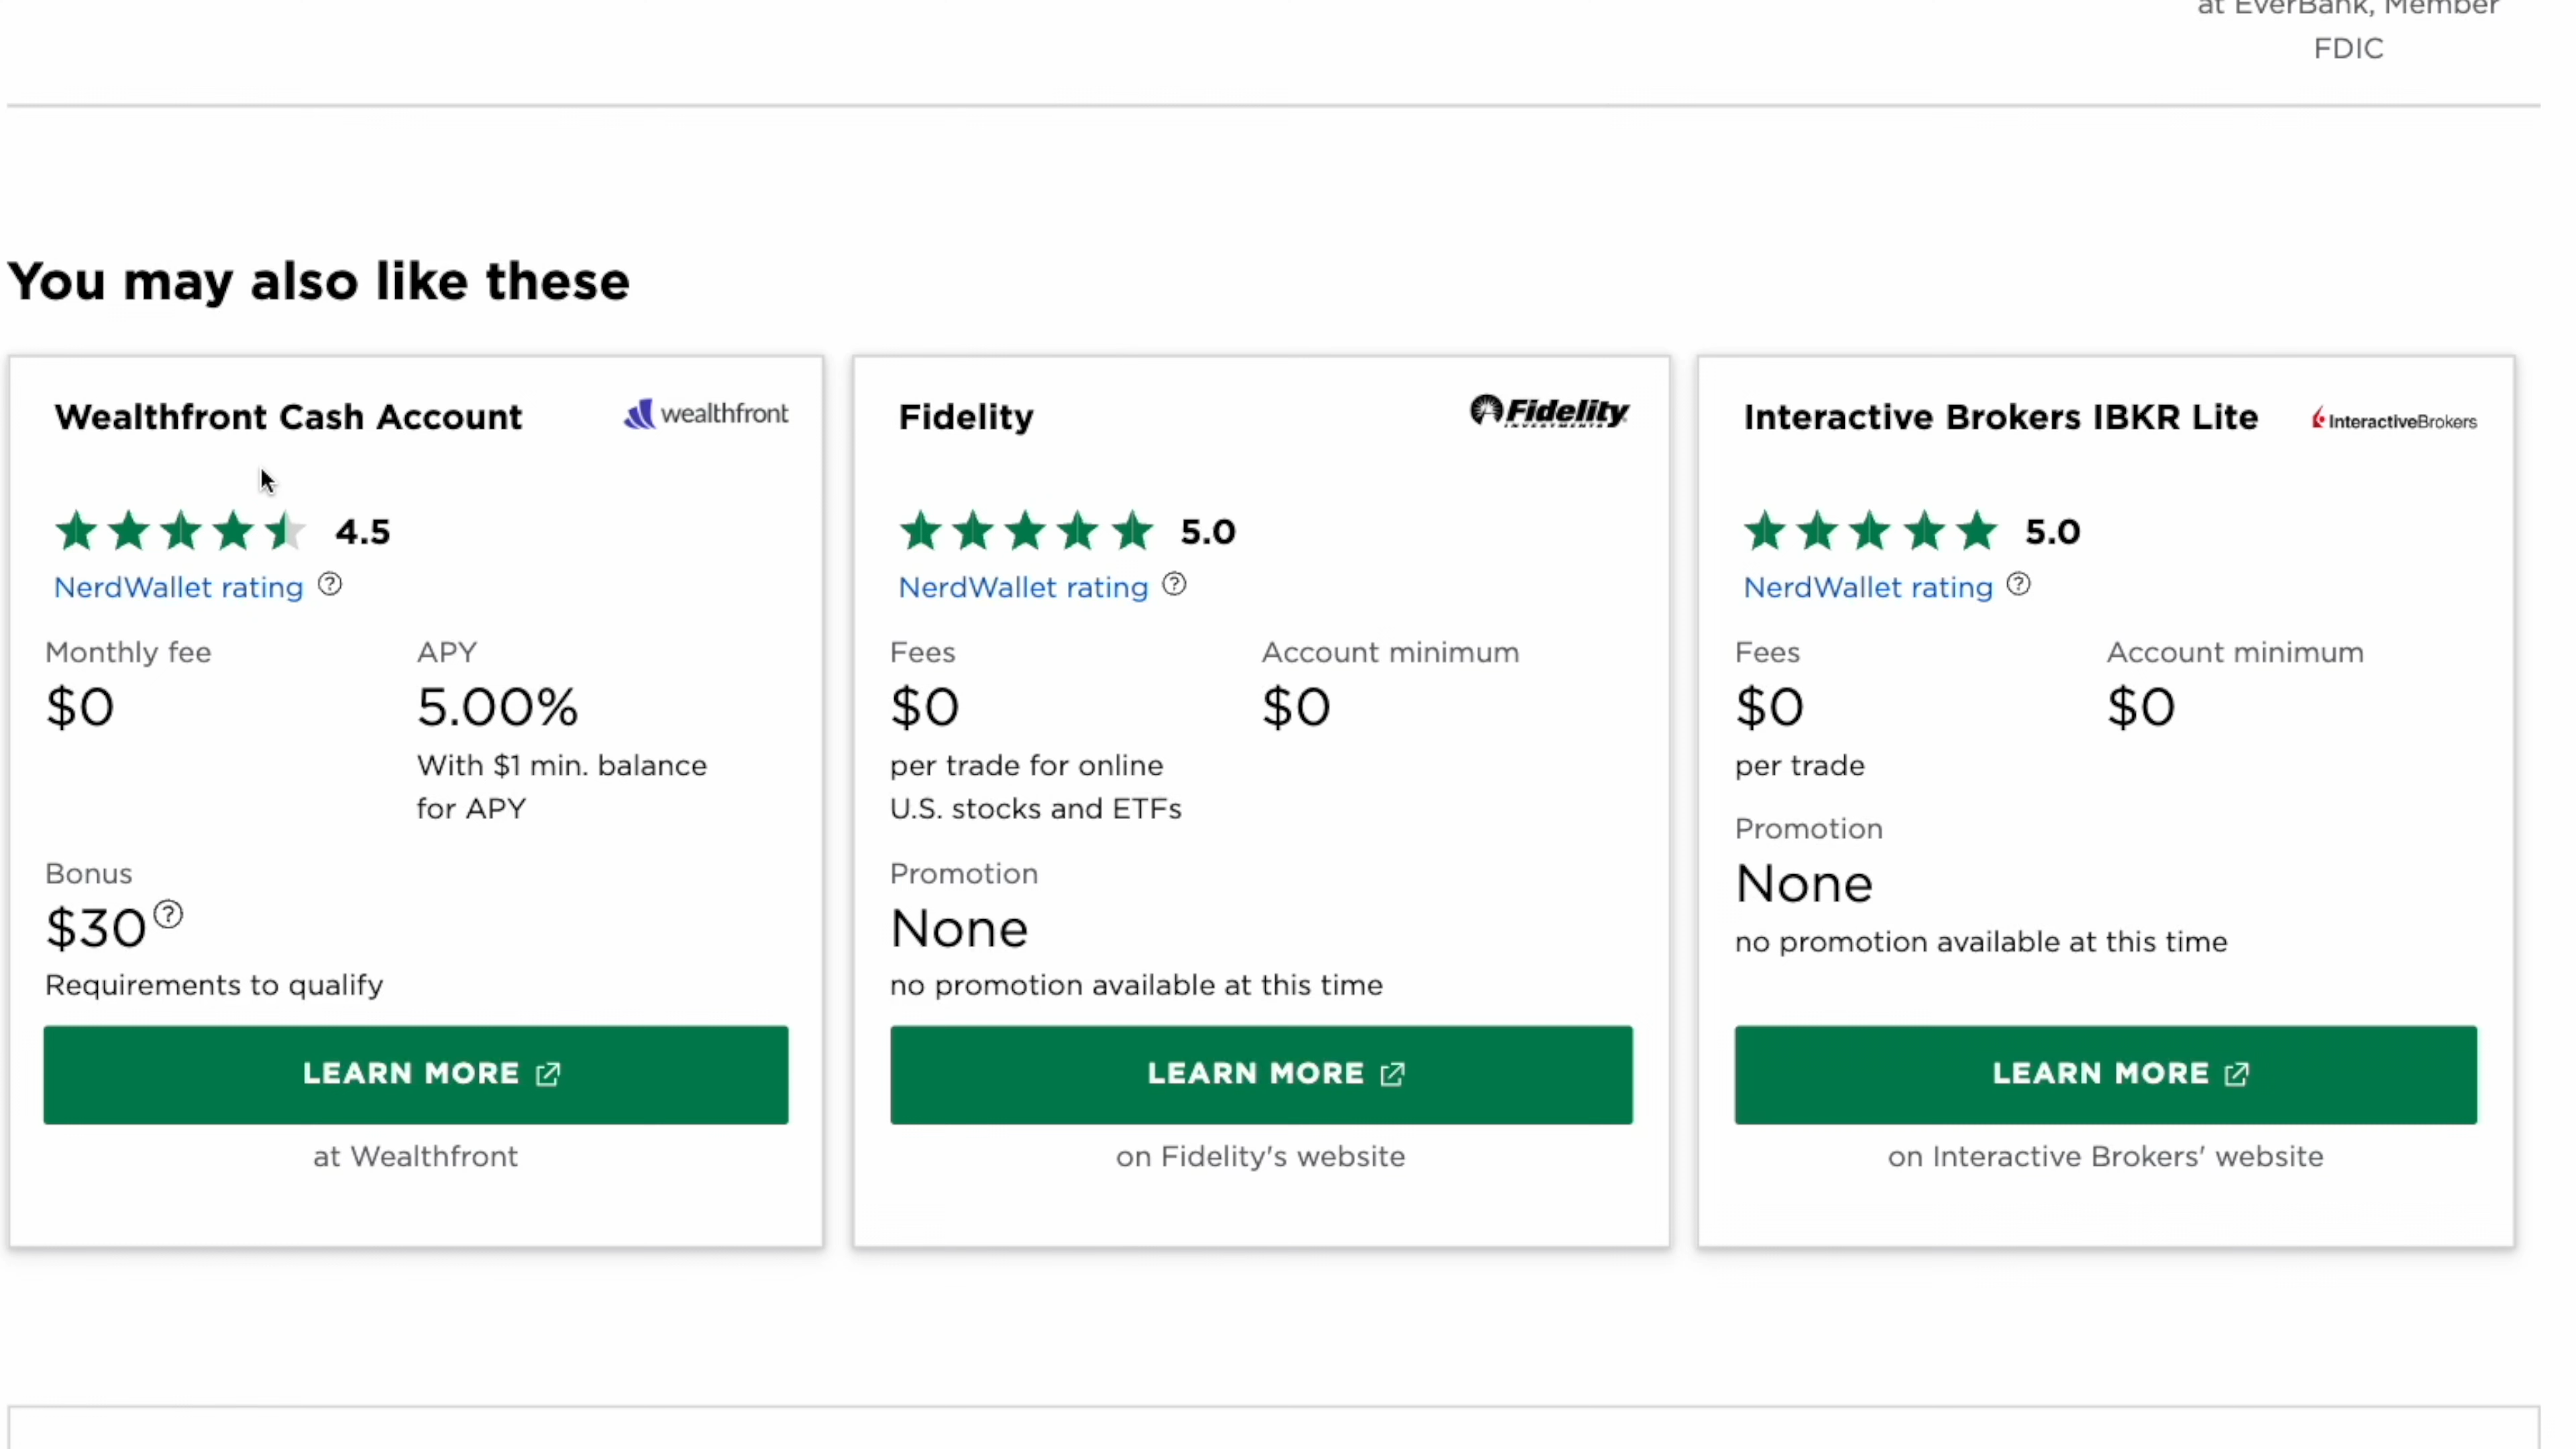 at EverBank, Member
FDIC
You may also like these
Wealthfront Cash Account
wealthfront
4.5
NerdWallet rating ?
Monthly fee
$0
APY
5.00%
With $1 min. balance
for APY
Bonus
$30 ?
Requirements to qualify
LEARN MORE
at Wealthfront
Fidelity
Fidelity
INVESTMENTS
5.0
NerdWallet rating ?
Fees
$0
per trade for online
U.S. stocks and ETFs
Account minimum
$0
Promotion
None
no promotion available at this time
LEARN MORE
on Fidelity's website
Interactive Brokers IBKR Lite
InteractiveBrokers
5.0
NerdWallet rating ?
Fees
$0
per trade
Account minimum
$0
Promotion
None
no promotion available at this time
LEARN MORE
on Interactive Brokers' website